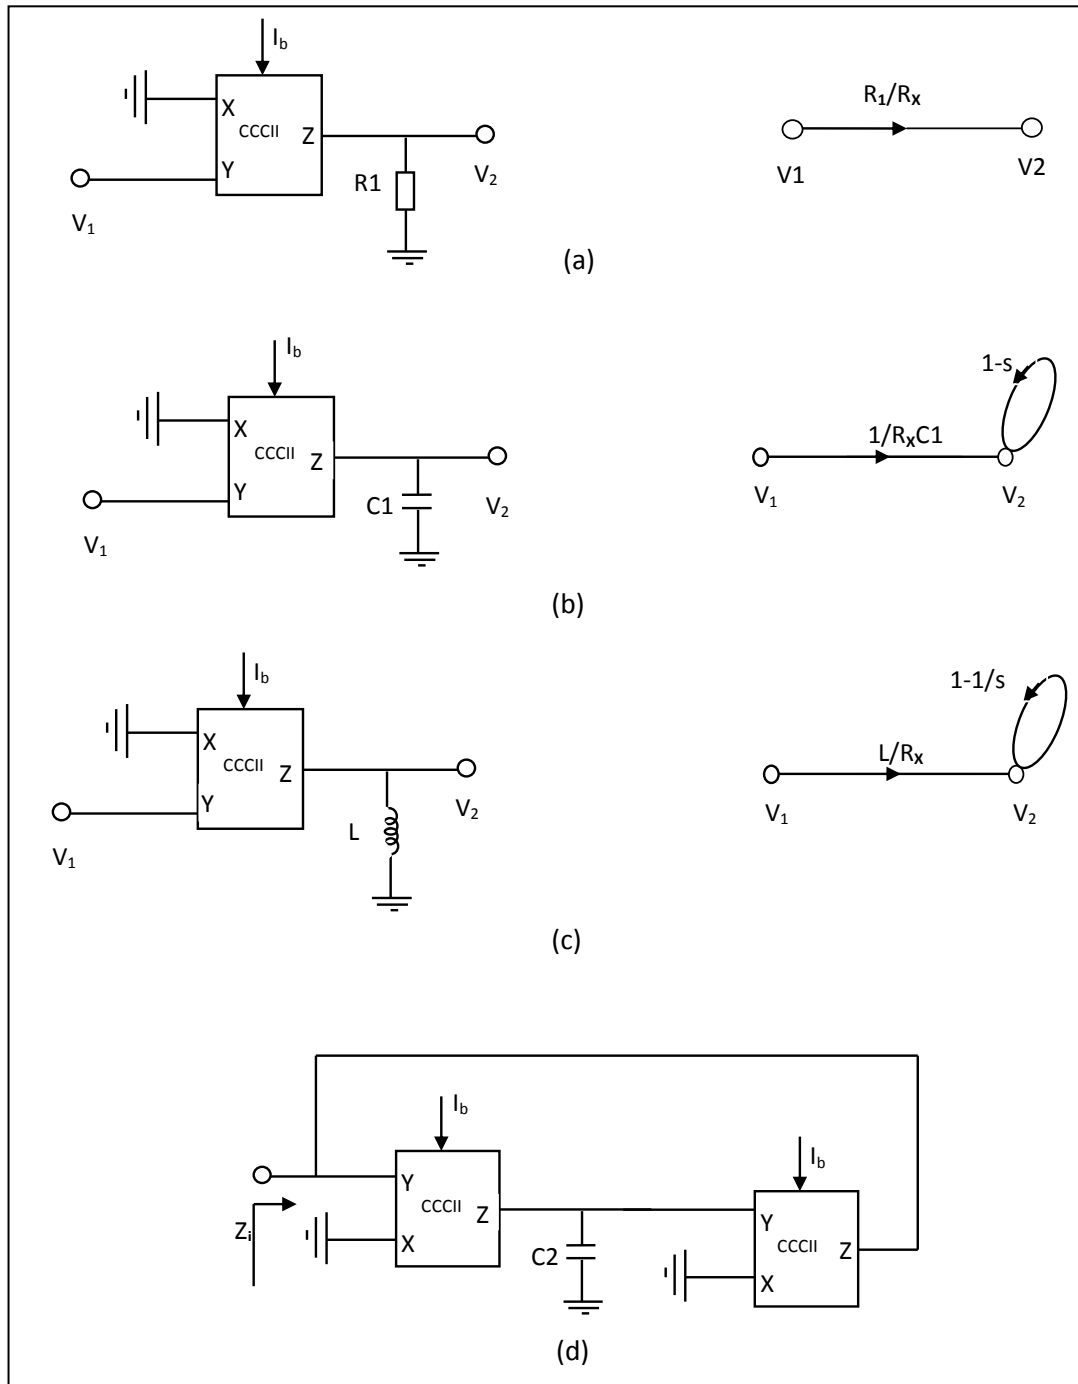 I_b
X
CCCII
Z
Y
V_1
R1
V_2
R_1/R_X
V1
V2
(a)
I_b
X
CCCII
Z
Y
V_1
C1
V_2
1-s
1/R_XC1
V_1
V_2
(b)
I_b
X
CCCII
Z
Y
V_1
L
V_2
1-1/s
L/R_X
V_1
V_2
(c)
I_b
Y
CCCII
Z
X
Z_i
C2
I_b
Y
CCCII
Z
X
(d)